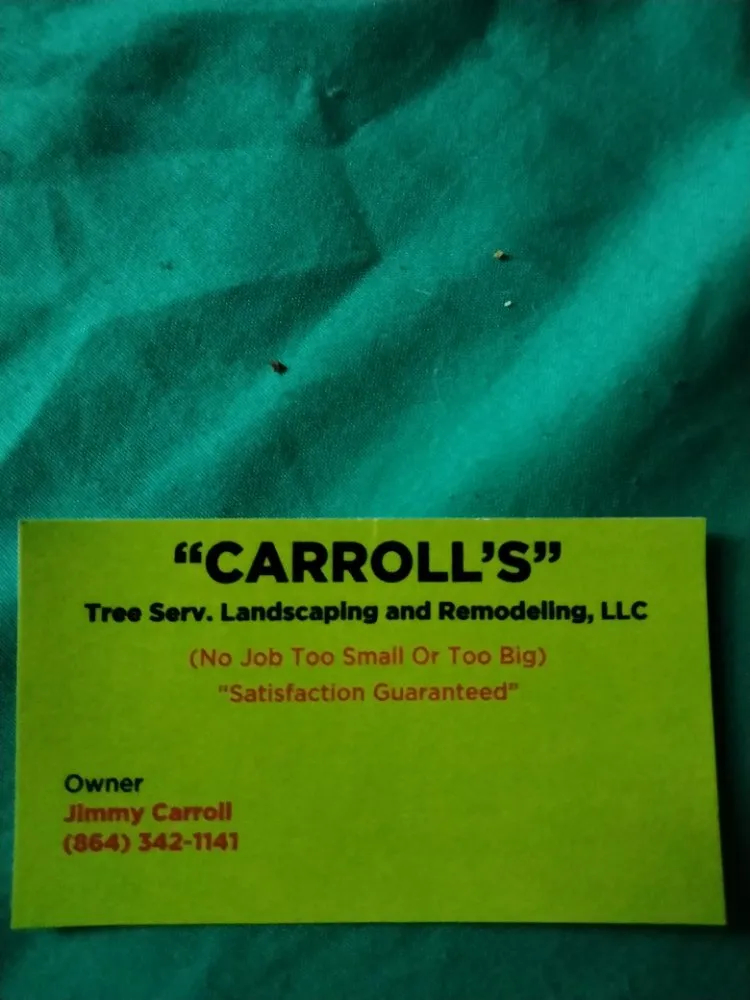 “CARROLL’S”
Tree Serv. Landscaping and Remodeling, LLC
(No Job Too Small Or Too Big)
"Satisfaction Guaranteed"
Owner
Jimmy Carroll
(864) 342-1141